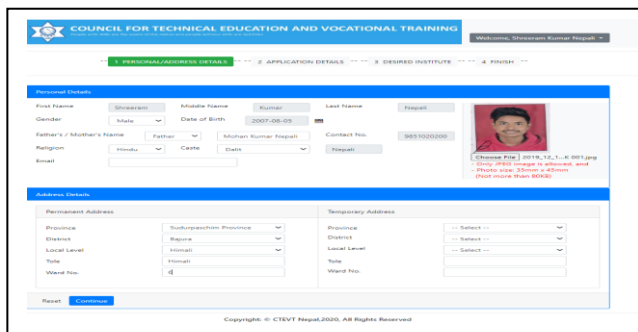 COUNCIL FOR TECHNICAL EDUCATION AND VOCATIONAL TRAINING
Welcome, Shreeram Kumar Nepali
1 PERSONAL/ADDRESS DETAILS -- -- 2 APPLICATION DETAILS -- -- 3 DESIRED INSTITUTE -- -- 4 FINISH --
Personal Details
First Name Shreeram Middle Name Kumar Last Name Nepali
Gender Male Date of Birth 2007-08-05
Father's / Mother's Name Father Mohan Kumar Nepali Contact No. 9851020200
Religion Hindu Caste Dalit Nepali
Email
Choose File 2018_12_1...K 001.jpg
- Only JPEG image is allowed, and
- Photo size: 35mm x 45mm
(Not more than 80KB)
Address Details
Permanent Address Temporary Address
Province Sudurpaschim Province Province -- Select --
District Bajura District -- Select --
Local Level Himali Local Level -- Select --
Tole Himali Tole
Ward No. 6 Ward No.
Reset Continue
Copyright: © CTEVT Nepal,2020, All Rights Reserved